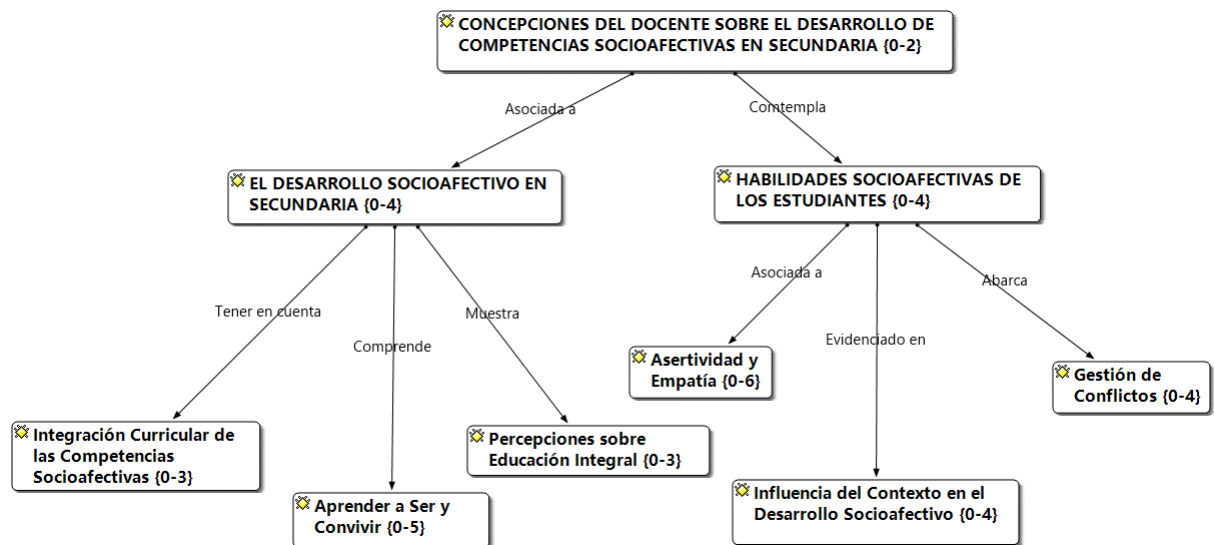 CONCEPCIONES DEL DOCENTE SOBRE EL DESARROLLO DE
COMPETENCIAS SOCIOAFECTIVAS EN SECUNDARIA {0-2}
Asociada a
Comtempla
EL DESARROLLO SOCIOAFECTIVO EN
SECUNDARIA {0-4}
HABILIDADES SOCIOAFECTIVAS DE
LOS ESTUDIANTES {0-4}
Tener en cuenta
Comprende
Muestra
Asociada a
Evidenciado en
Abarca
Integración Curricular de
las Competencias
Socioafectivas {0-3}
Aprender a Ser y
Convivir {0-5}
Percepciones sobre
Educación Integral {0-3}
Asertividad y
Empatía {0-6}
Influencia del Contexto en el
Desarrollo Socioafectivo {0-4}
Gestión de
Conflictos {0-4}